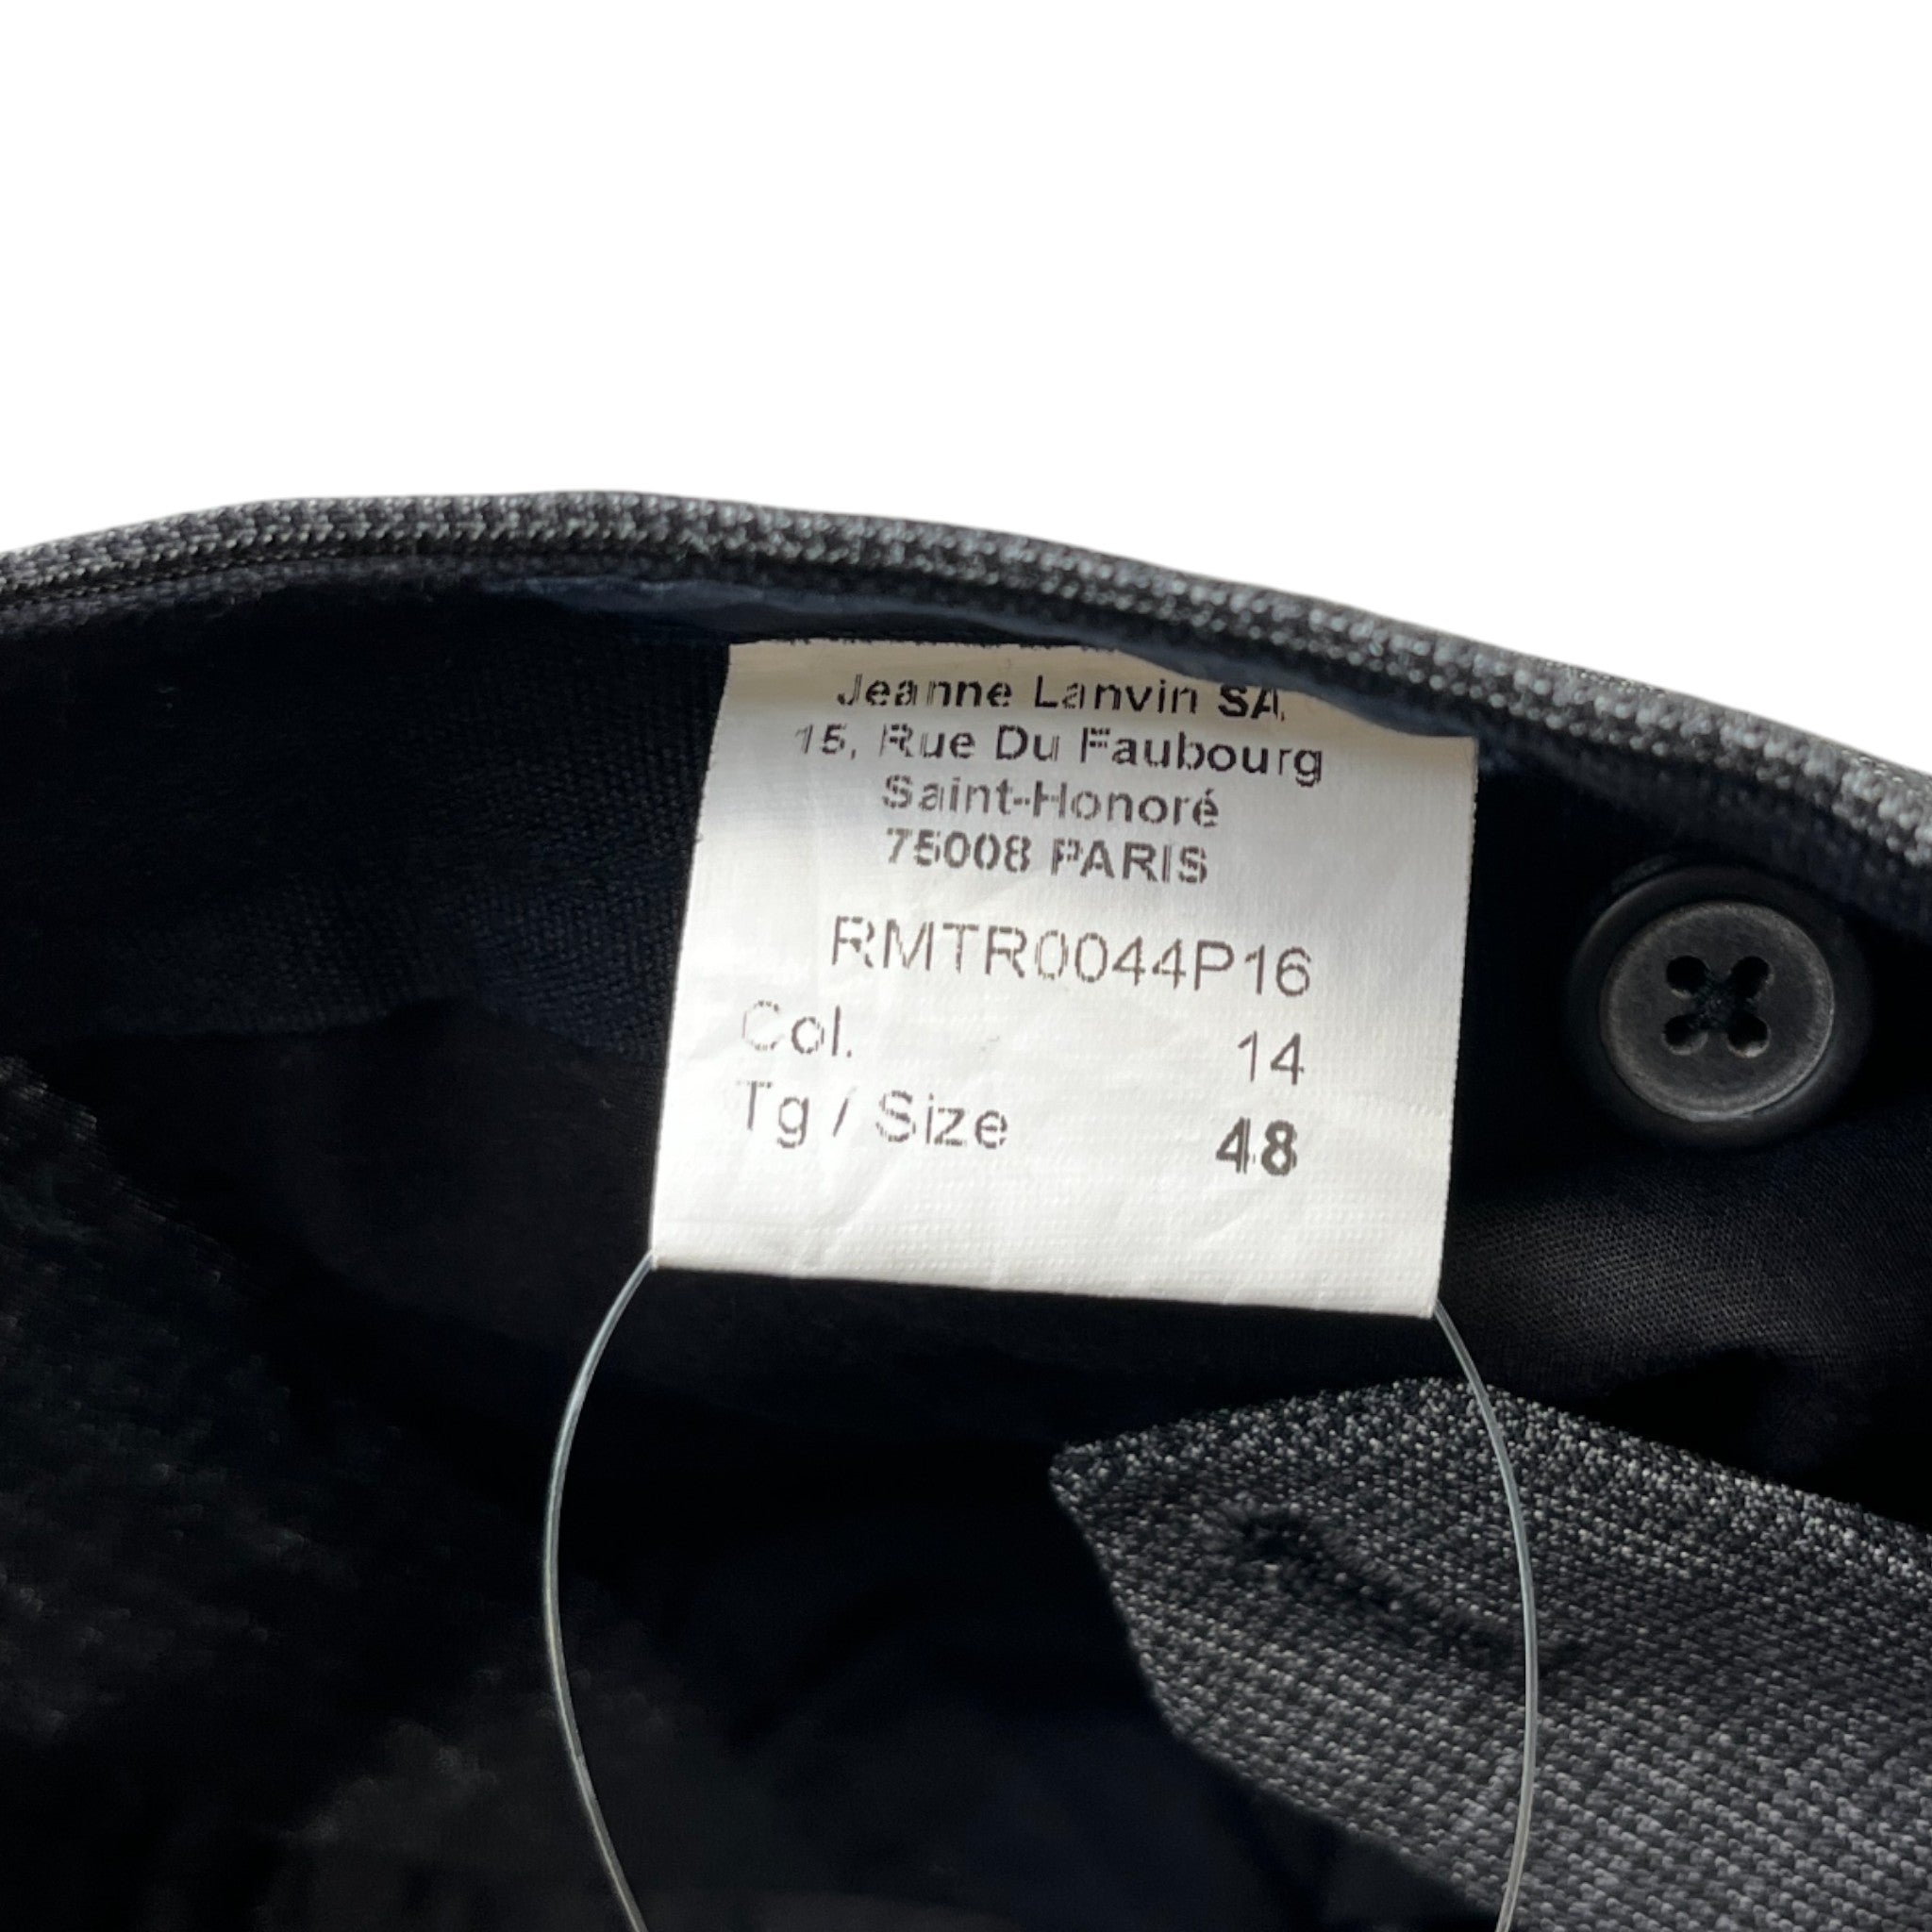 Jeanne Lanvin SA,
15, Rue Du Faubourg
Saint-Honoré
75008 PARIS
RMTR0044P16
Col. 14
Tg / Size 48